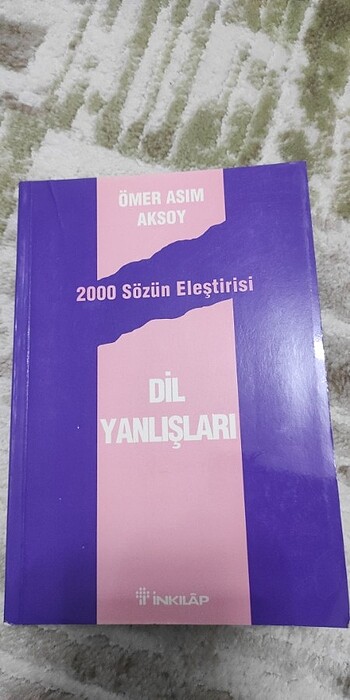 ÖMER ASIM
AKSOY
2000 Sözün Eleştirisi
DİL
YANLIŞLARI
İNKILÂP